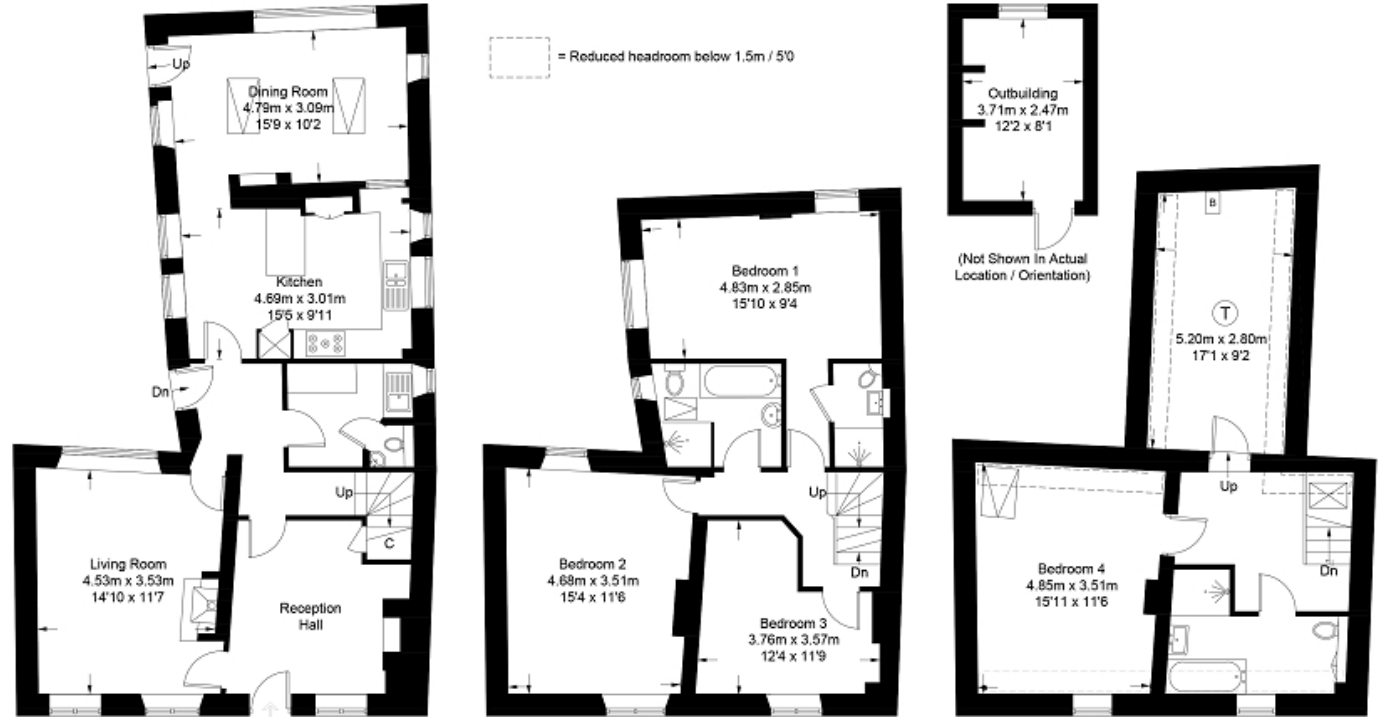 Up
Dining Room
4.79m x 3.09m
15'9 x 10'2
Kitchen
4.69m x 3.01m
15'5 x 9'11
Dn
Up
C
Living Room
4.53m x 3.53m
14'10 x 11'7
Reception
Hall
= Reduced headroom below 1.5m / 5'0
Bedroom 1
4.83m x 2.85m
15'10 x 9'4
Up
Dn
Bedroom 2
4.68m x 3.51m
15'4 x 11'6
Bedroom 3
3.76m x 3.57m
12'4 x 11'9
Outbuilding
3.71m x 2.47m
12'2 x 8'1
(Not Shown In Actual
Location / Orientation)
B
T
5.20m x 2.80m
17'1 x 9'2
Up
Dn
Bedroom 4
4.85m x 3.51m
15'11 x 11'6